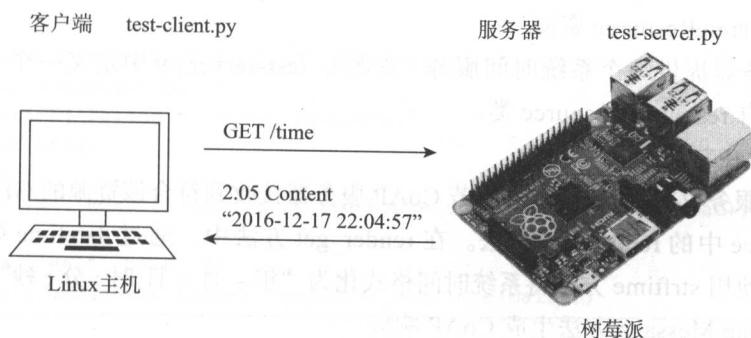 客户端 test-client.py
服务器 test-server.py
GET /time
2.05 Content
“2016-12-17 22:04:57”
Linux主机
树莓派